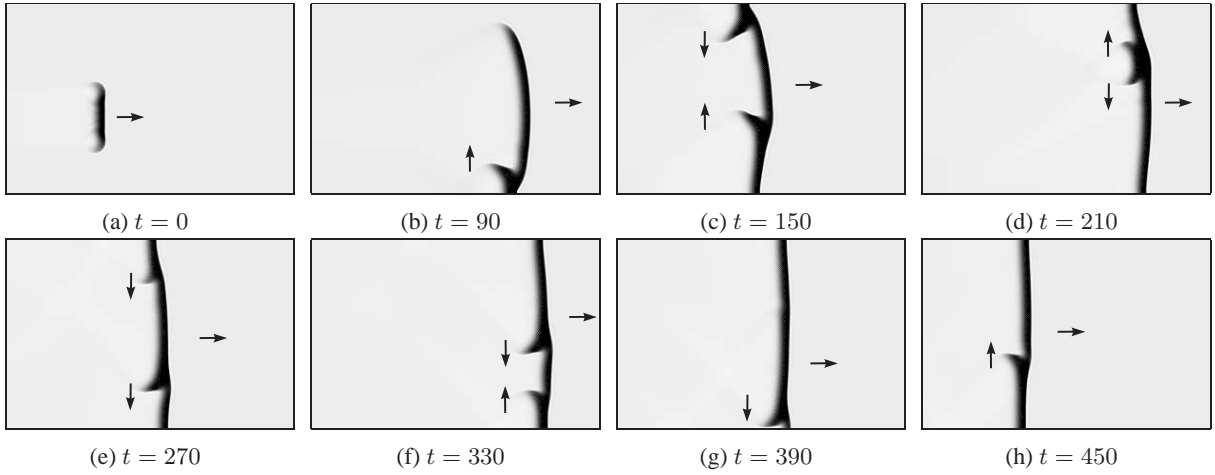 (a) t = 0
(b) t = 90
(c) t = 150
(d) t = 210
(e) t = 270
(f) t = 330
(g) t = 390
(h) t = 450